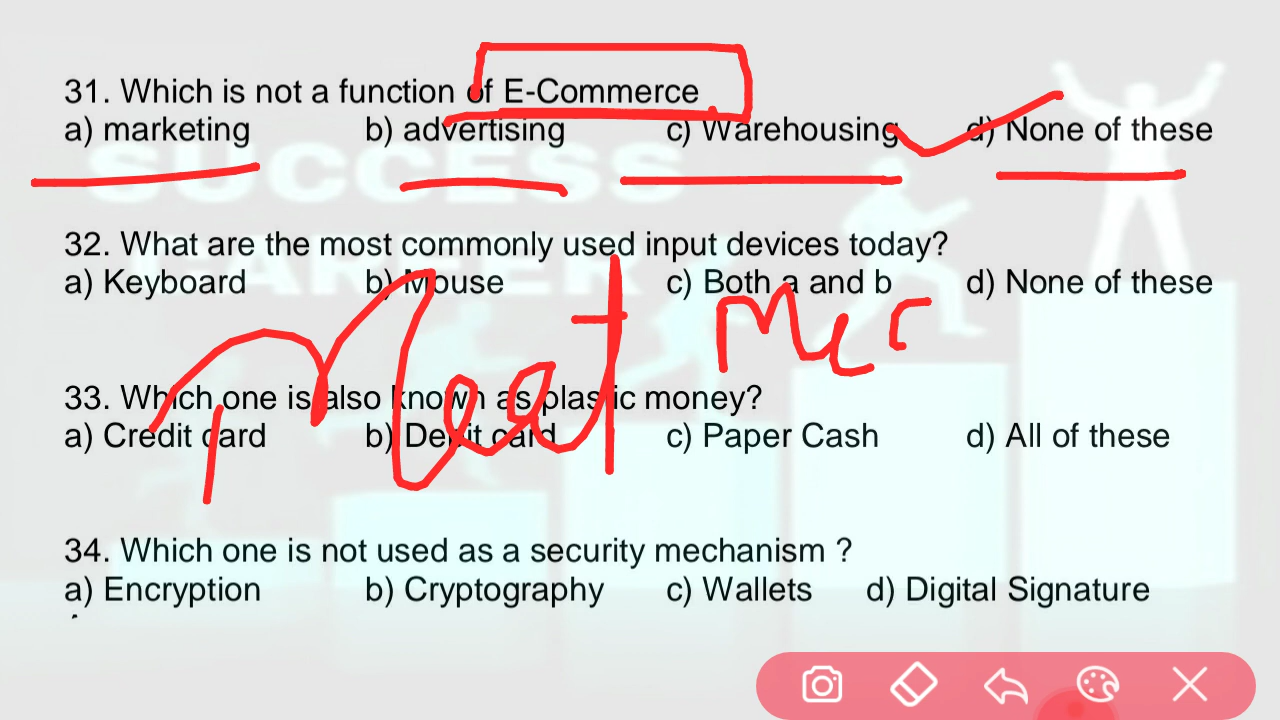 31. Which is not a function of E-Commerce
a) marketing b) advertising c) Warehousing d) None of these
SUCCESS
32. What are the most commonly used input devices today?
CAREER
a) Keyboard b) Mouse c) Both a and b d) None of these
Meet
33. Which one is also known as plastic money?
a) Credit card b) Debit card c) Paper Cash d) All of these
34. Which one is not used as a security mechanism ?
a) Encryption b) Cryptography c) Wallets d) Digital Signature